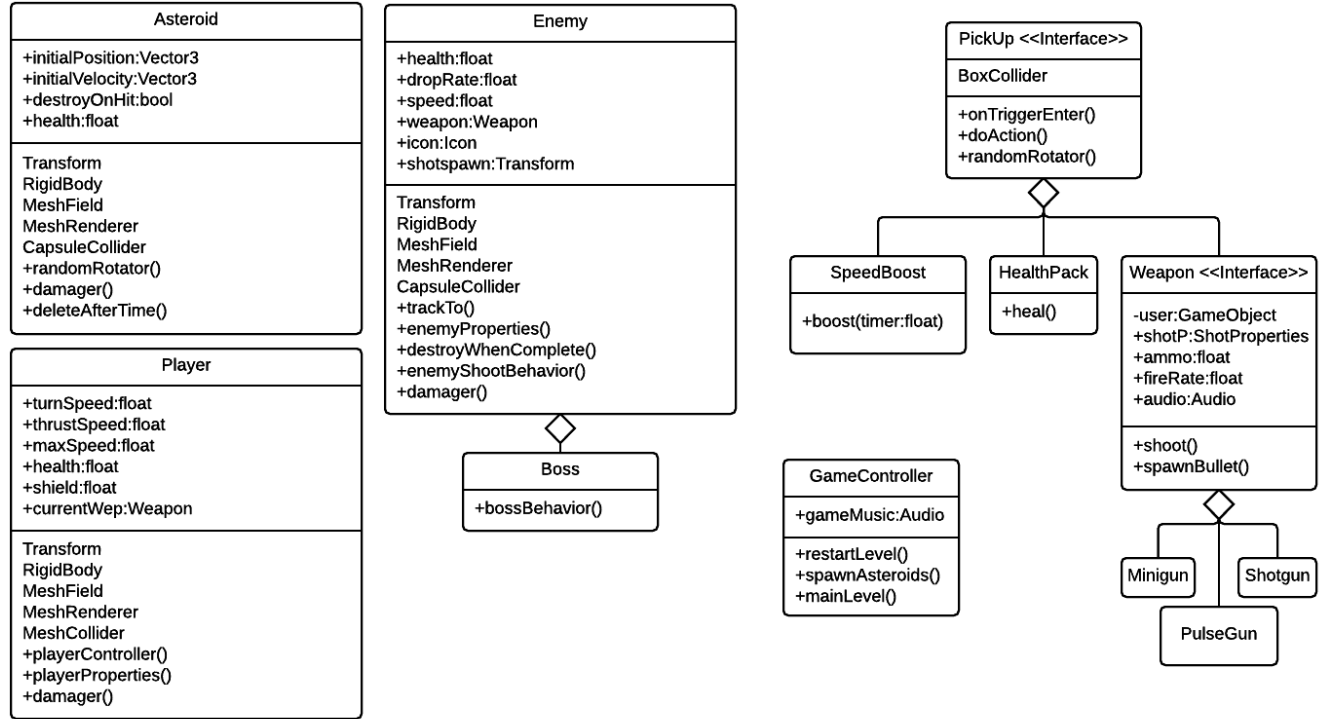 Asteroid
+initialPosition:Vector3
+initialVelocity:Vector3
+destroyOnHit:bool
+health:float
Transform
RigidBody
MeshField
MeshRenderer
CapsuleCollider
+randomRotator()
+damager()
+deleteAfterTime()
Player
+turnSpeed:float
+thrustSpeed:float
+maxSpeed:float
+health:float
+shield:float
+currentWep:Weapon
Transform
RigidBody
MeshField
MeshRenderer
MeshCollider
+playerController()
+playerProperties()
+damager()
Enemy
+health:float
+dropRate:float
+speed:float
+weapon:Weapon
+icon:Icon
+shotspawn:Transform
Transform
RigidBody
MeshField
MeshRenderer
CapsuleCollider
+trackTo()
+enemyProperties()
+destroyWhenComplete()
+enemyShootBehavior()
+damager()
Boss
+bossBehavior()
PickUp <<Interface>>
BoxCollider
+onTriggerEnter()
+doAction()
+randomRotator()
SpeedBoost
+boost(timer:float)
HealthPack
+heal()
Weapon <<Interface>>
-user:GameObject
+shotP:ShotProperties
+ammo:float
+fireRate:float
+audio:Audio
+shoot()
+spawnBullet()
GameController
+gameMusic:Audio
+restartLevel()
+spawnAsteroids()
+mainLevel()
Minigun
Shotgun
PulseGun